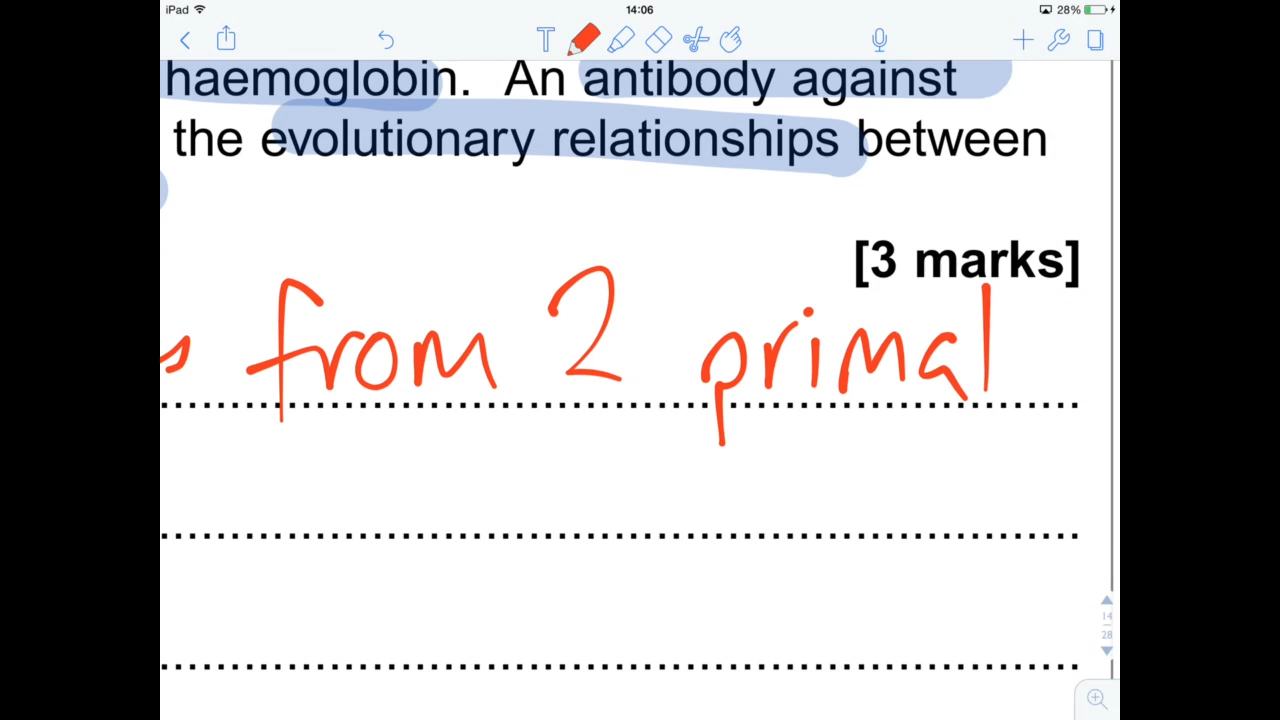 iPad 14:06 28%
T
haemoglobin. An antibody against
the evolutionary relationships between
[3 marks]
s from 2 primal
14
28